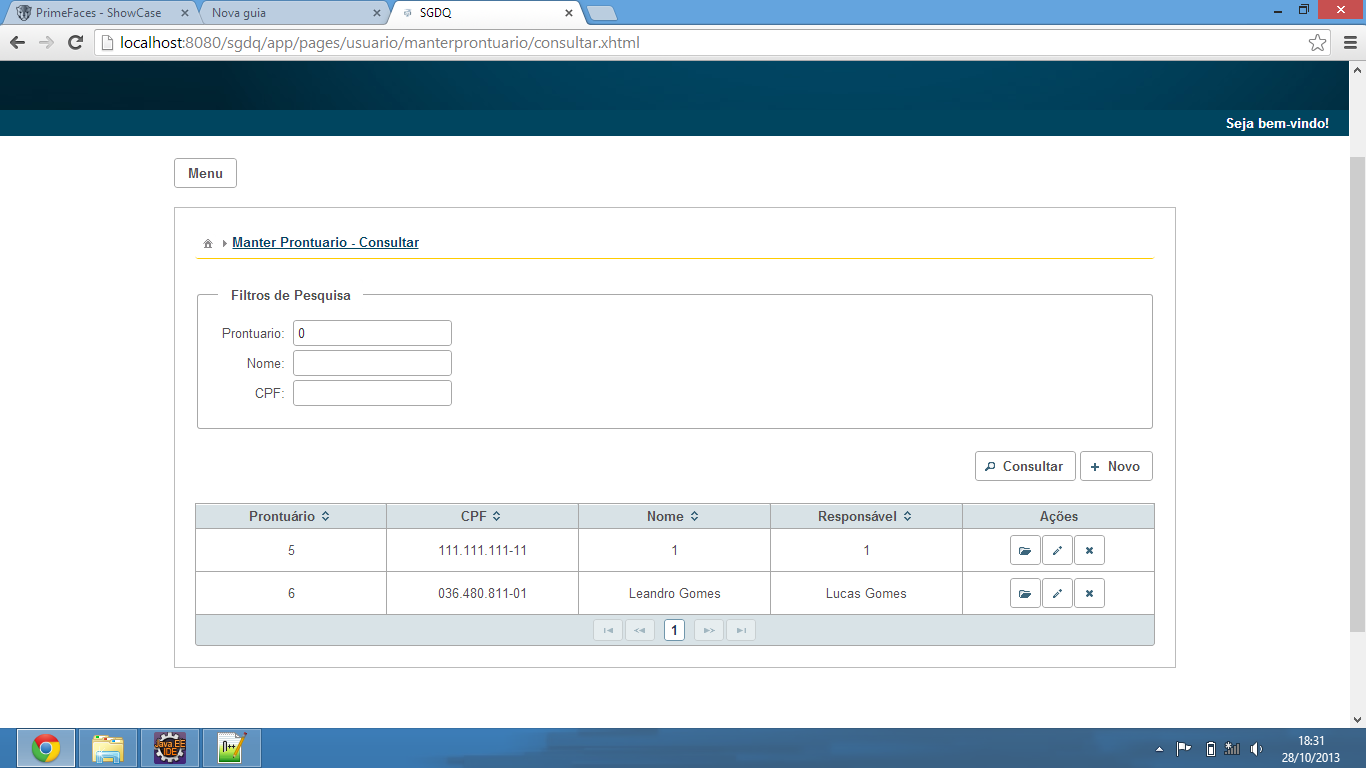 PrimeFaces - ShowCase
Nova guia
SGDQ
localhost:8080/sgdq/app/pages/usuario/manterprontuario/consultar.xhtml
Seja bem-vindo!
Menu
Manter Prontuario - Consultar
Filtros de Pesquisa
Prontuario: 0
Nome:
CPF:
Consultar Novo
Prontuário CPF Nome Responsável Ações
5 111.111.111-11 1 1
6 036.480.811-01 Leandro Gomes Lucas Gomes
1
Java EE
IDE
N++
18:31
28/10/2013